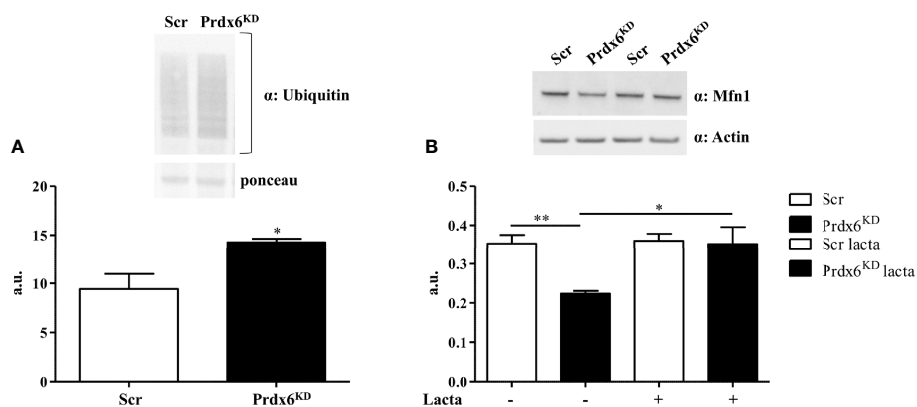 Scr Prdx6KD
α: Ubiquitin
ponceau
A
20
15
10
5
0
a.u.
*
Scr Prdx6KD
Scr Prdx6KD Scr Prdx6KD
α: Mfn1
α: Actin
B
0.5
0.4
0.3
0.2
0.1
0.0
a.u.
** *
Scr
Prdx6KD
Scr lacta
Prdx6KD lacta
Lacta - - + +